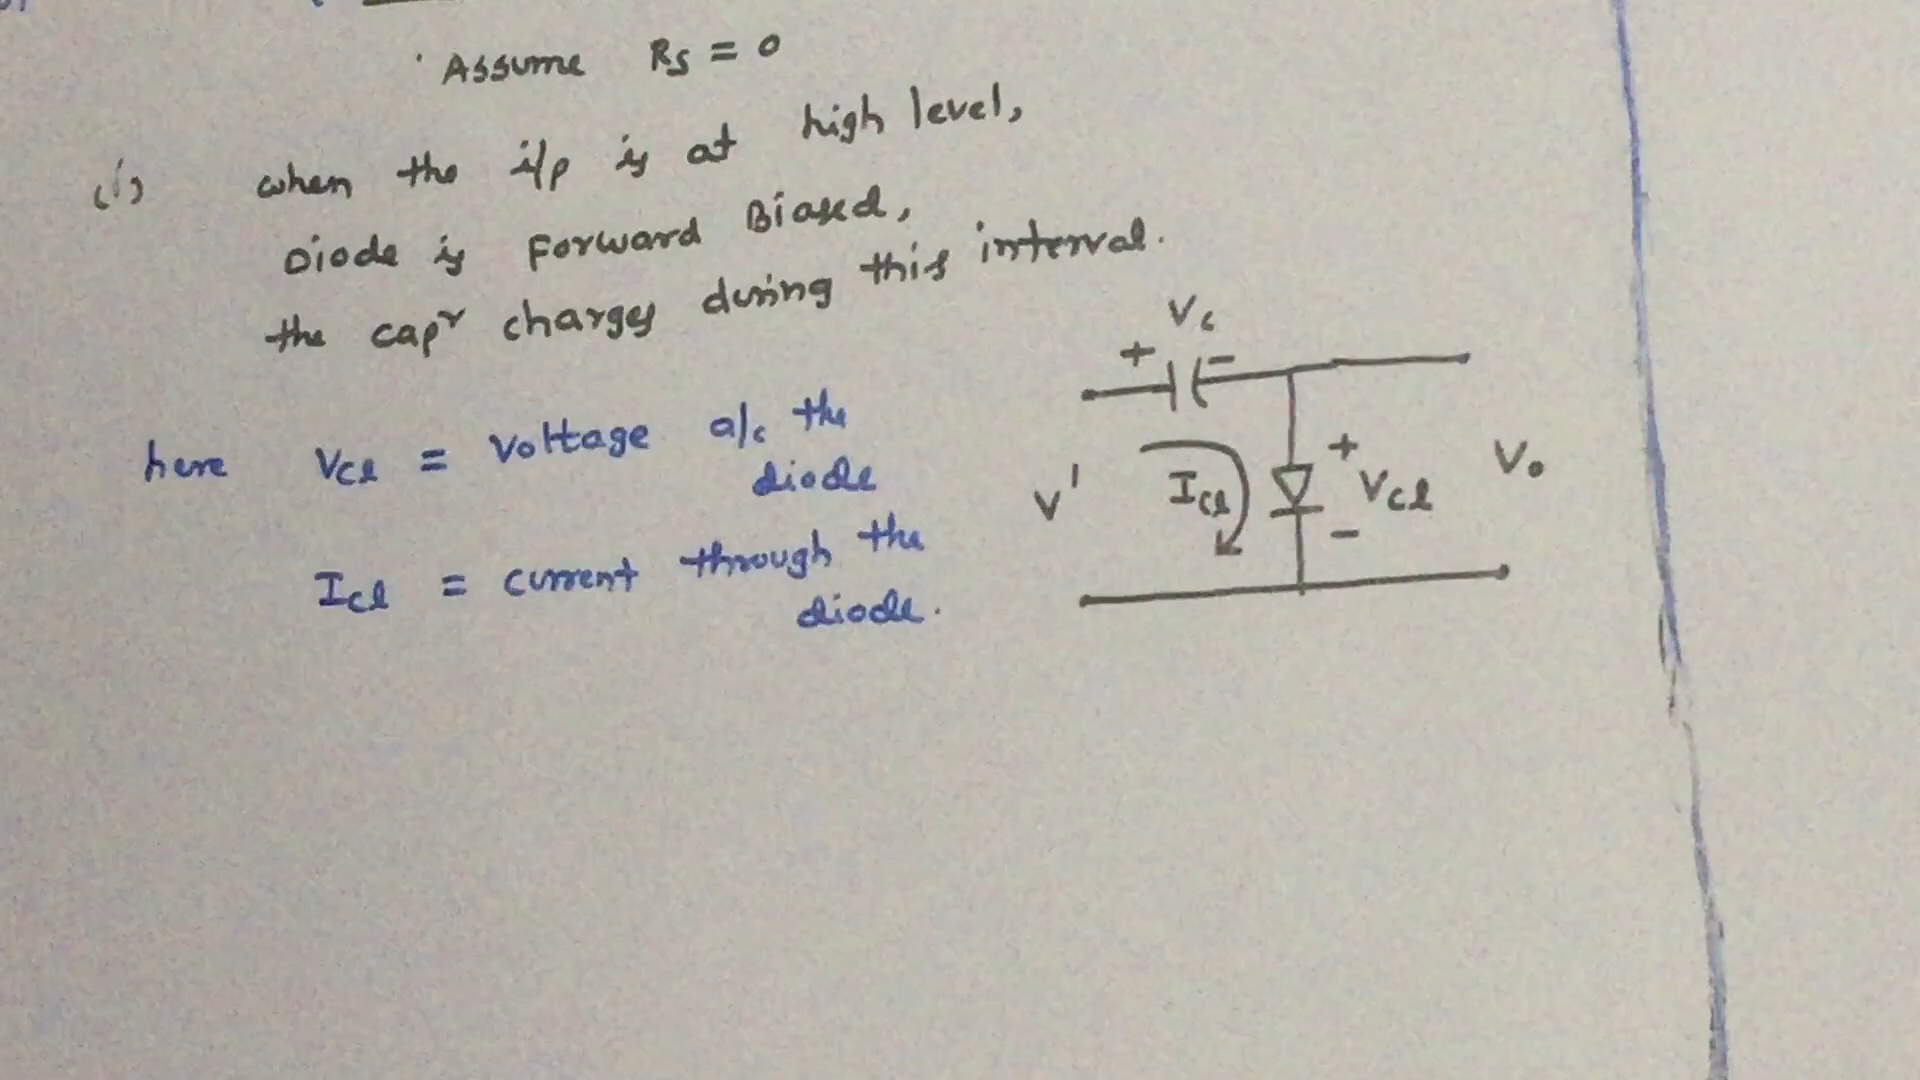 Assume Rs = 0
(i) when the i/p is at high level,
Diode is Forward Biased,
the capr charges during this interval.
here Vcl = Voltage a/c the
diode
Icl = current through the
diode.
Vc
+ -
+
V' Icl Vcl Vo
-